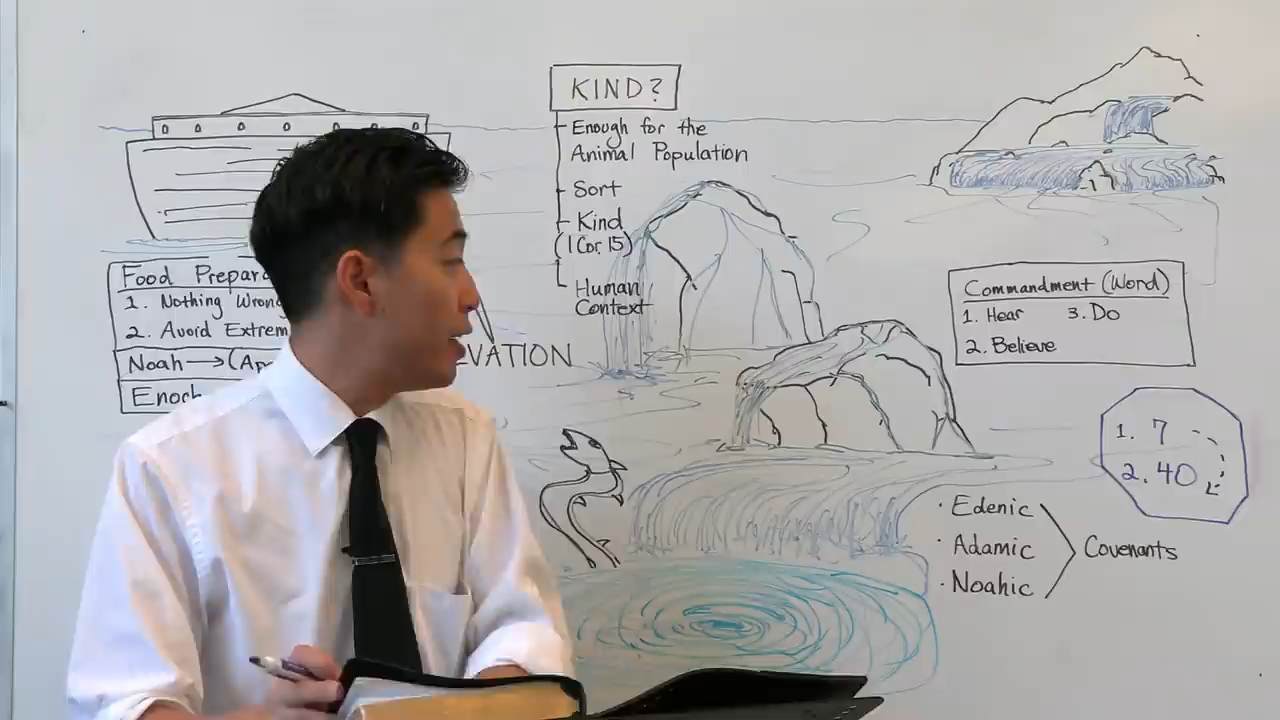 KIND?
Enough for the
Animal Population
Sort
Kind
(1 Cor. 15)
Human
Context
Food Prepar
1. Nothing Wrong
2. Avoid Extrem
Noah → (Ap
Enoch
VATION
Commandment (Word)
1. Hear 3. Do
2. Believe
1. 7
2. 40
· Edenic
· Adamic
· Noahic
Covenants